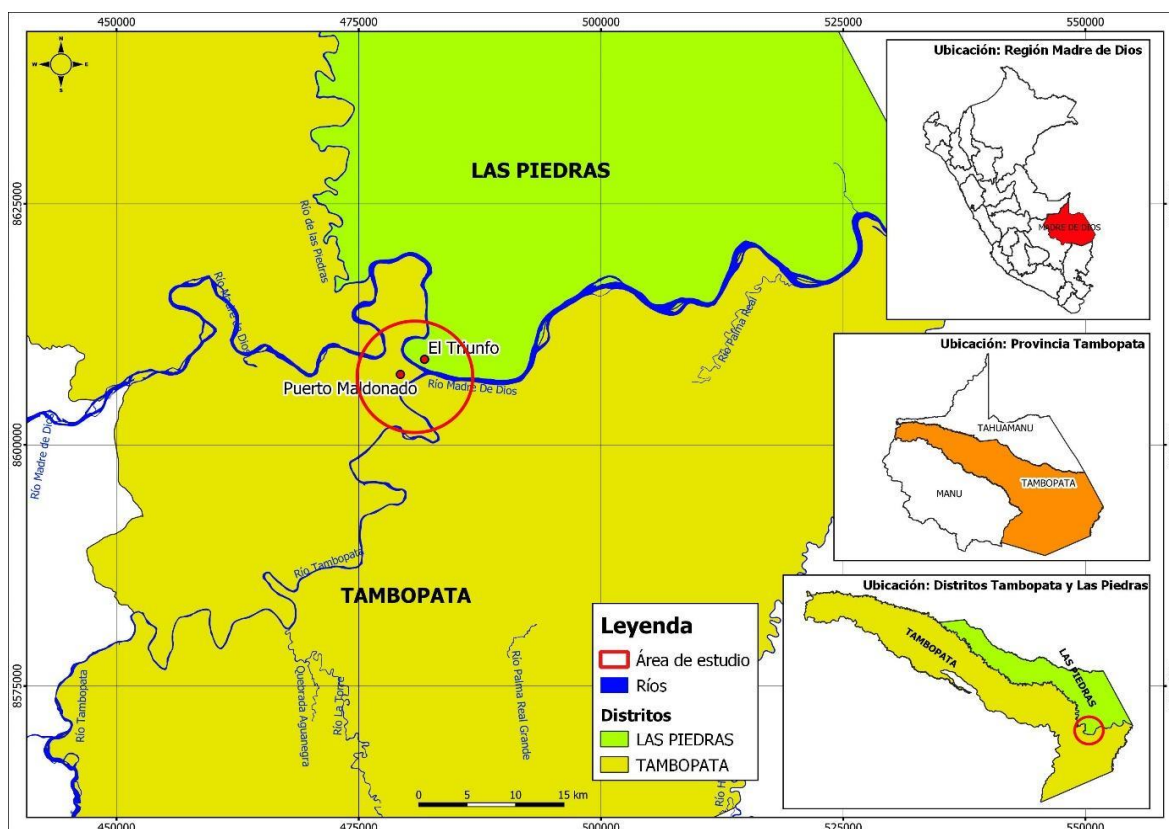 450000
475000
500000
525000
550000
N
W
E
S
8625000
8600000
8575000
8625000
8600000
8575000
LAS PIEDRAS
Río de las Piedras
Río Madre de Dios
El Triunfo
Puerto Maldonado
Río Madre De Dios
Río Palma Real
Río Madre de Dios
Río Tambopata
TAMBOPATA
Río Tambopata
Quebrada Aguanegra
Río La Torre
Río Palma Real Grande
Ubicación: Región Madre de Dios
MADRE DE DIOS
Ubicación: Provincia Tambopata
TAHUAMANU
TAMBOPATA
MANU
Ubicación: Distritos Tambopata y Las Piedras
TAMBOPATA
LAS PIEDRAS
Leyenda
Área de estudio
Ríos
Distritos
LAS PIEDRAS
TAMBOPATA
0 5 10 15 km
450000
475000
500000
525000
550000